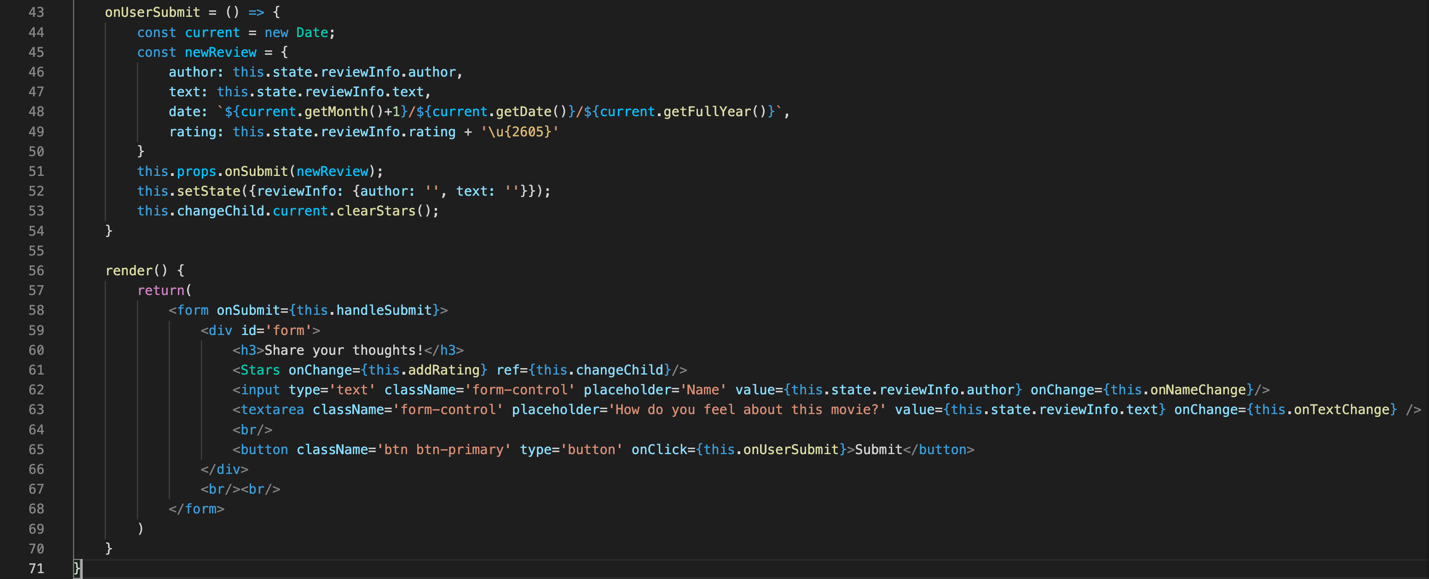 43 onUserSubmit = () => {
44 const current = new Date;
45 const newReview = {
46 author: this.state.reviewInfo.author,
47 text: this.state.reviewInfo.text,
48 date: `${current.getMonth()+1}/${current.getDate()}/${current.getFullYear()}`,
49 rating: this.state.reviewInfo.rating + '\u{2605}'
50 }
51 this.props.onSubmit(newReview);
52 this.setState({reviewInfo: {author: '', text: ''}});
53 this.changeChild.current.clearStars();
54 }
55
56 render() {
57 return(
58 <form onSubmit={this.handleSubmit}>
59 <div id='form'>
60 <h3>Share your thoughts!</h3>
61 <Stars onChange={this.addRating} ref={this.changeChild}/>
62 <input type='text' className='form-control' placeholder='Name' value={this.state.reviewInfo.author} onChange={this.onNameChange}/>
63 <textarea className='form-control' placeholder='How do you feel about this movie?' value={this.state.reviewInfo.text} onChange={this.onTextChange} />
64 <br/>
65 <button className='btn btn-primary' type='button' onClick={this.onUserSubmit}>Submit</button>
66 </div>
67 <br/><br/>
68 </form>
69 )
70 }
71 }